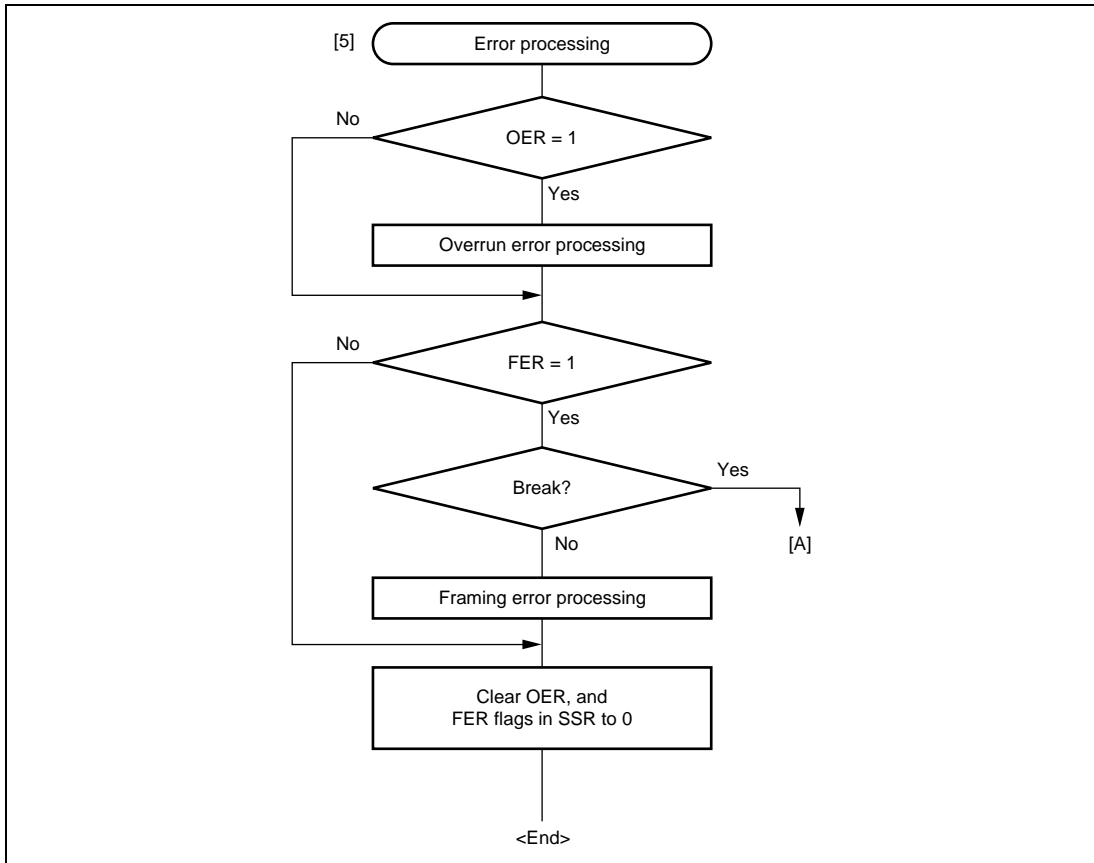 [5]
Error processing
No
OER = 1
Yes
Overrun error processing
No
FER = 1
Yes
Break?
Yes
No
[A]
Framing error processing
Clear OER, and
FER flags in SSR to 0
<End>